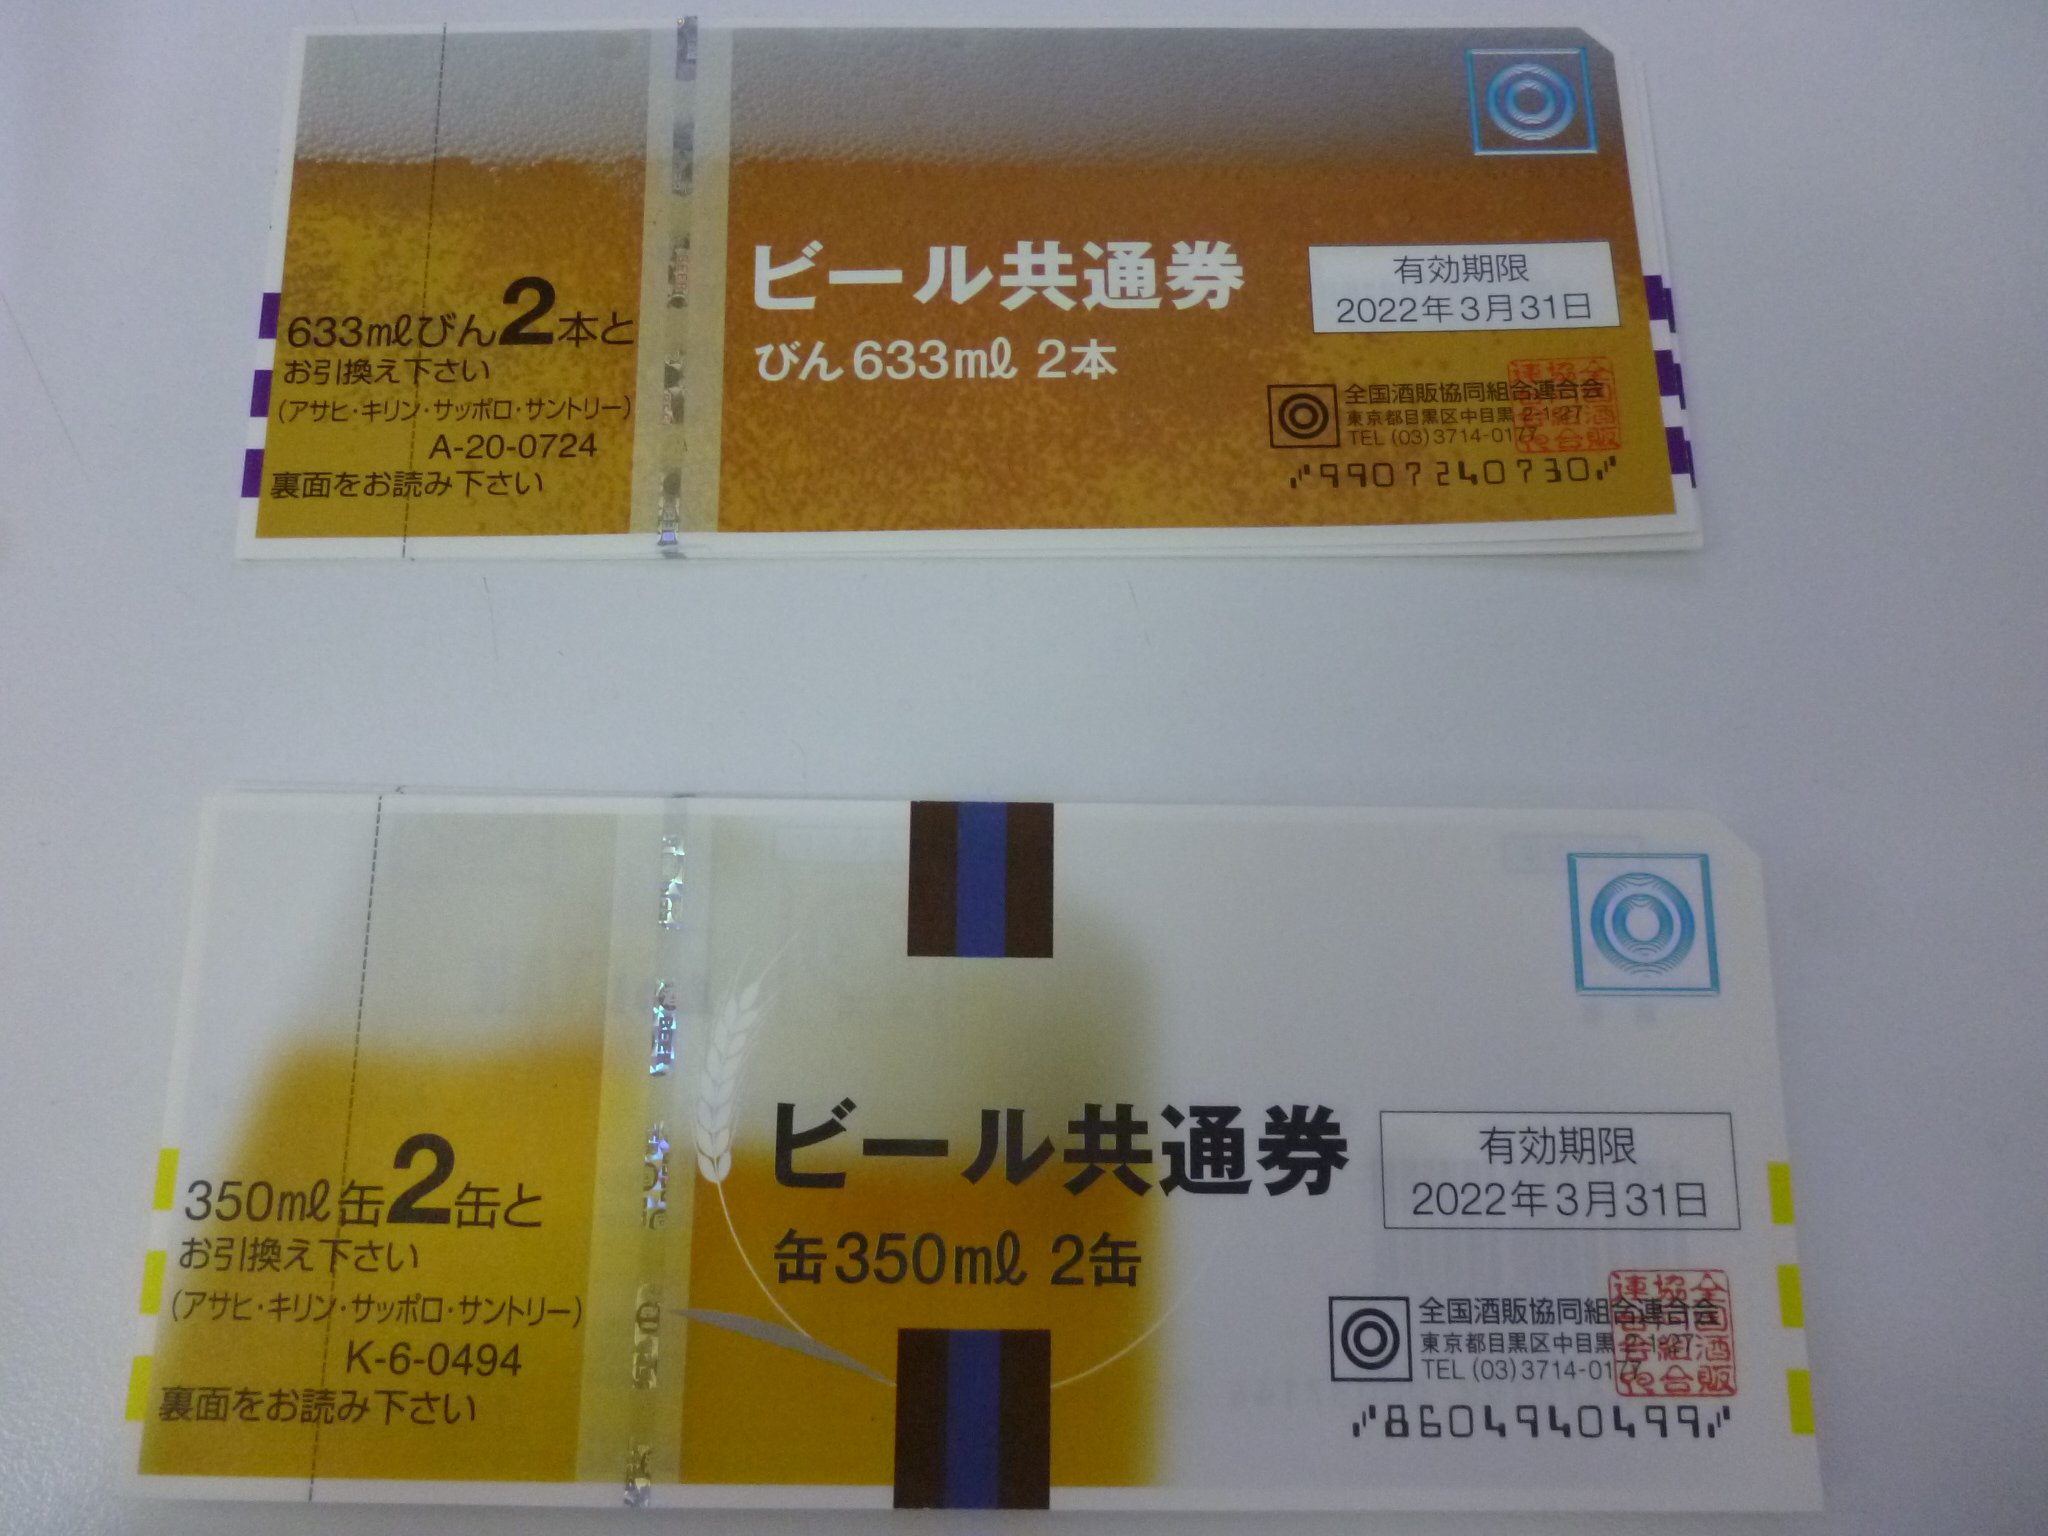 633mlびん2本と
お引換え下さい
(アサヒ・キリン・サッポロ・サントリー)
A-20-0724
裏面をお読み下さい
ビール共通券
びん633ml 2本
有効期限
2022年3月31日
全国酒販協同組合連合会
東京都目黒区中目黒2-1-27
TEL (03)3714-0177
9907240730
350ml缶2缶と
お引換え下さい
(アサヒ・キリン・サッポロ・サントリー)
K-6-0494
裏面をお読み下さい
ビール共通券
缶350ml 2缶
有効期限
2022年3月31日
全国酒販協同組合連合会
東京都目黒区中目黒2-1-27
TEL (03)3714-0177
8604940499